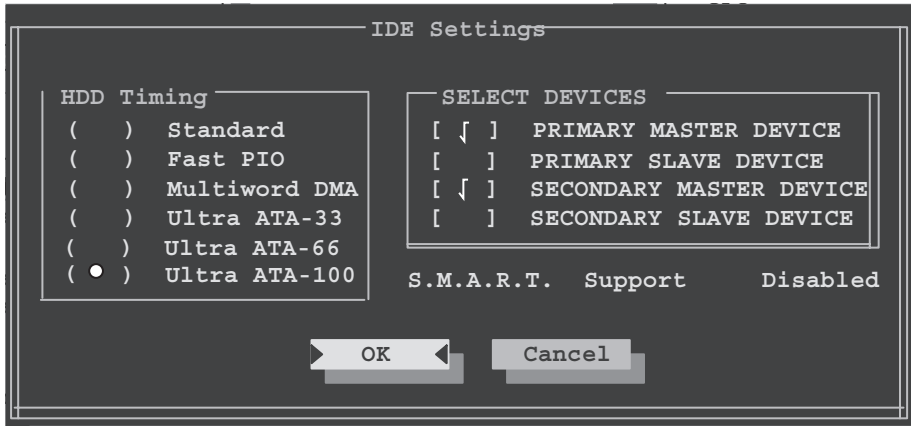 IDE Settings
HDD Timing
( ) Standard
( ) Fast PIO
( ) Multiword DMA
( ) Ultra ATA-33
( ) Ultra ATA-66
( • ) Ultra ATA-100
SELECT DEVICES
[ √ ] PRIMARY MASTER DEVICE
[ ] PRIMARY SLAVE DEVICE
[ √ ] SECONDARY MASTER DEVICE
[ ] SECONDARY SLAVE DEVICE
S.M.A.R.T. Support Disabled
OK
Cancel